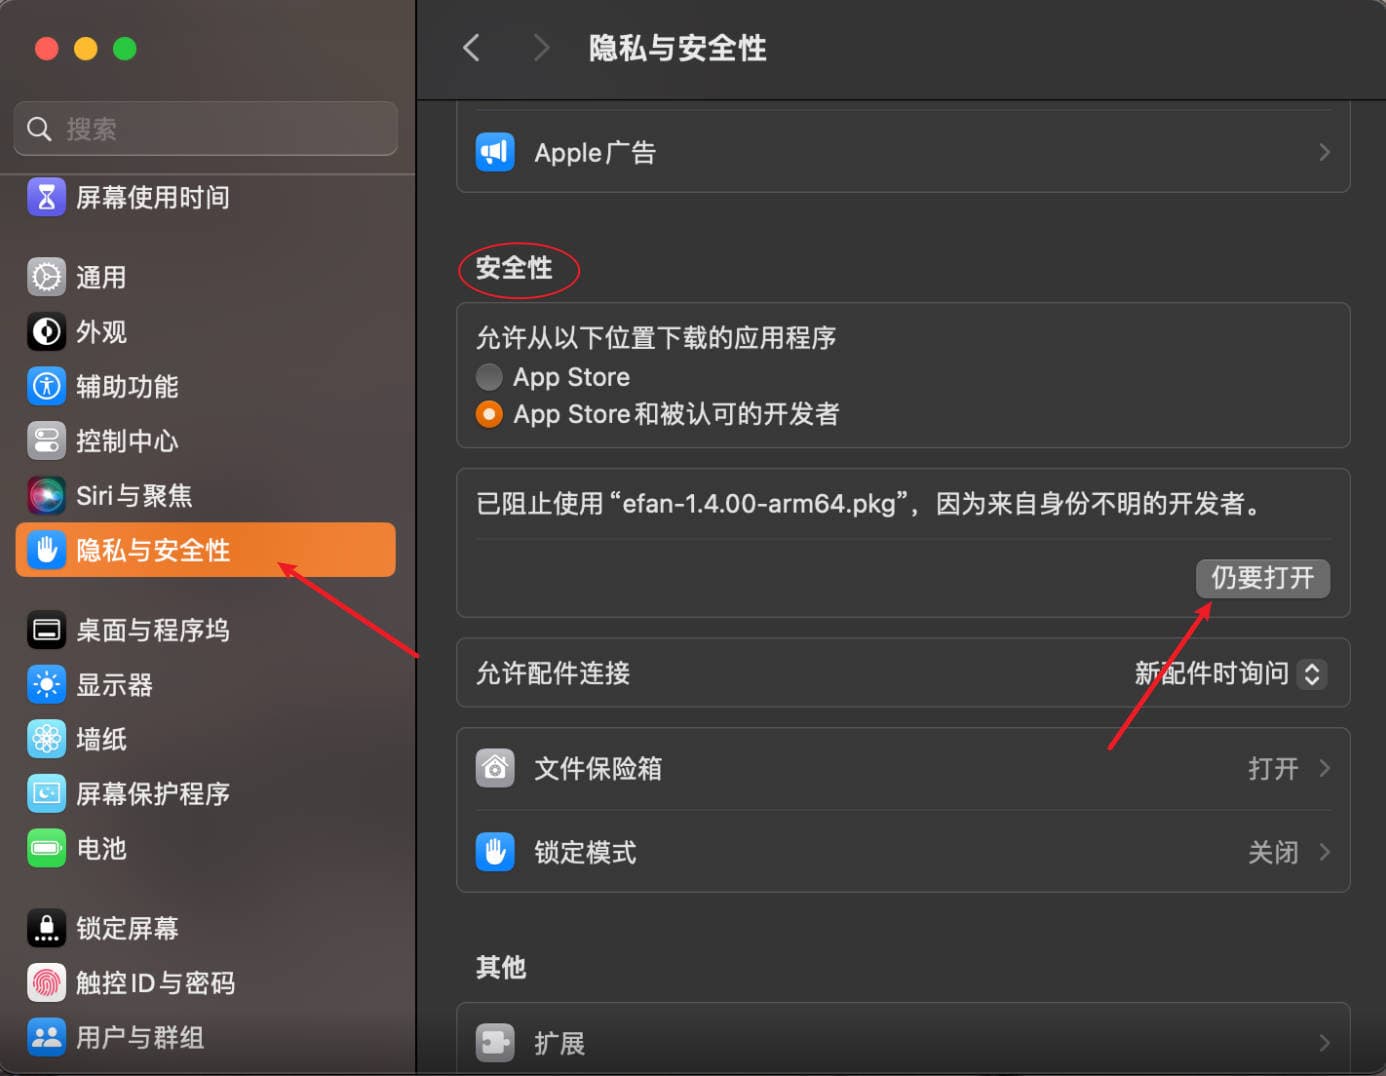 隐私与安全性
搜索
屏幕使用时间
通用
外观
辅助功能
控制中心
Siri与聚焦
隐私与安全性
桌面与程序坞
显示器
墙纸
屏幕保护程序
电池
锁定屏幕
触控ID与密码
用户与群组
Apple广告
安全性
允许从以下位置下载的应用程序
App Store
App Store和被认可的开发者
已阻止使用“efan-1.4.00-arm64.pkg”，因为来自身份不明的开发者。
仍要打开
允许配件连接 新配件时询问
文件保险箱 打开
锁定模式 关闭
其他
扩展